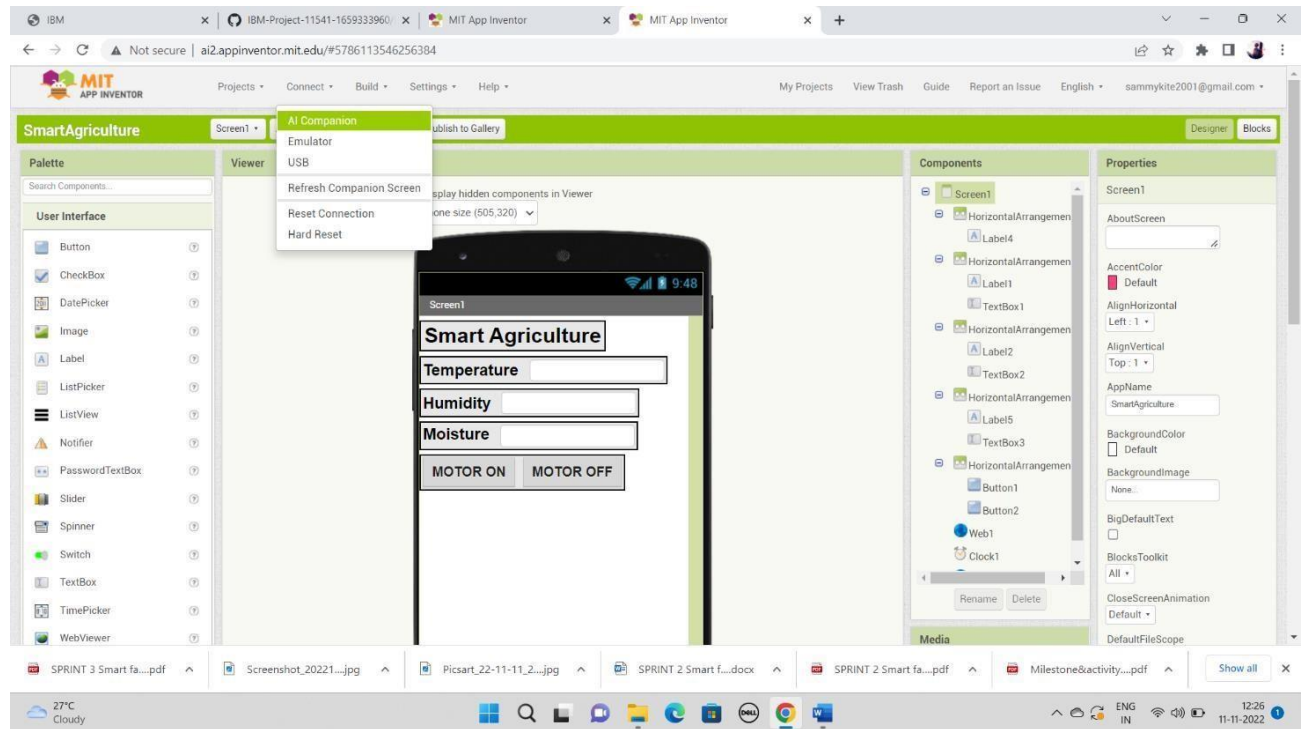 IBM
IBM-Project-11541-1659333960/
MIT App Inventor
MIT App Inventor
Not secure | ai2.appinventor.mit.edu/#5786113546256384
MIT
APP INVENTOR
Projects Connect Build Settings Help My Projects View Trash Guide Report an Issue English sammykite2001@gmail.com
SmartAgriculture Screen1 ublish to Gallery Designer Blocks
AI Companion
Emulator
USB
Refresh Companion Screen
Reset Connection
Hard Reset
Palette
Search Components...
User Interface
Button
CheckBox
DatePicker
Image
Label
ListPicker
ListView
Notifier
PasswordTextBox
Slider
Spinner
Switch
TextBox
TimePicker
WebViewer
Viewer
splay hidden components in Viewer
one size (505,320)
9:48
Screen1
Smart Agriculture
Temperature
Humidity
Moisture
MOTOR ON MOTOR OFF
Components
Screen1
HorizontalArrangemen
Label4
HorizontalArrangemen
Label1
TextBox1
HorizontalArrangemen
Label2
TextBox2
HorizontalArrangemen
Label5
TextBox3
HorizontalArrangemen
Button1
Button2
Web1
Clock1
Rename Delete
Media
Properties
Screen1
AboutScreen
AccentColor
Default
AlignHorizontal
Left : 1
AlignVertical
Top : 1
AppName
SmartAgriculture
BackgroundColor
Default
BackgroundImage
None...
BigDefaultText
BlocksToolkit
All
CloseScreenAnimation
Default
DefaultFileScope
SPRINT 3 Smart fa....pdf
Screenshot_20221....jpg
Picsart_22-11-11_2....jpg
SPRINT 2 Smart f....docx
SPRINT 2 Smart fa....pdf
Milestone&activity....pdf
Show all
27°C
Cloudy
DELL
ENG
IN
12:26
11-11-2022
1